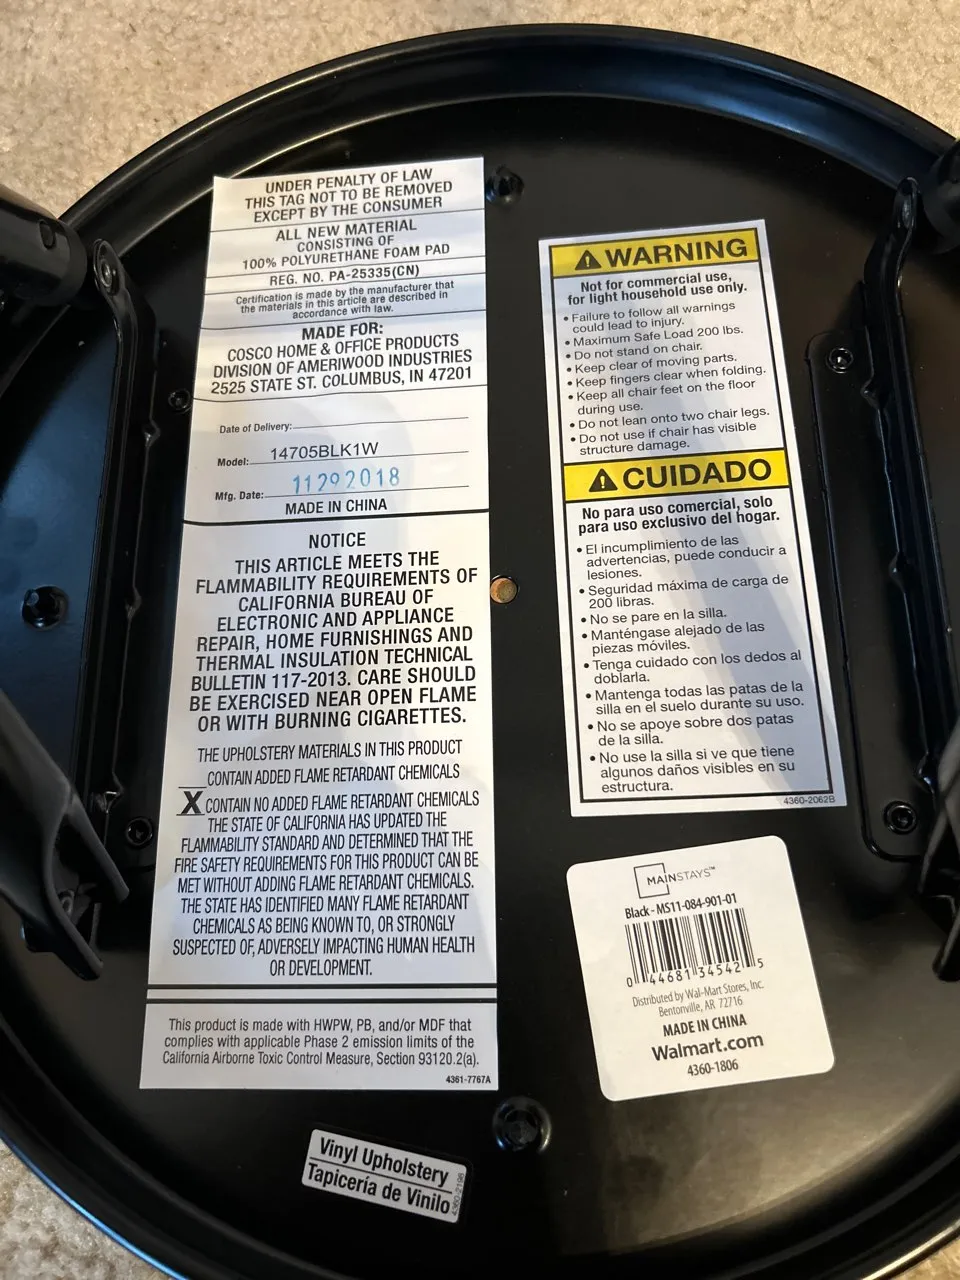 UNDER PENALTY OF LAW
THIS TAG NOT TO BE REMOVED
EXCEPT BY THE CONSUMER
ALL NEW MATERIAL
CONSISTING OF
100% POLYURETHANE FOAM PAD
REG. NO. PA-25335(CN)
Certification is made by the manufacturer that
the materials in this article are described in
accordance with law.
MADE FOR:
COSCO HOME & OFFICE PRODUCTS
DIVISION OF AMERIWOOD INDUSTRIES
2525 STATE ST. COLUMBUS, IN 47201
Date of Delivery:
Model: 14705BLK1W
Mfg. Date: 11292018
MADE IN CHINA
NOTICE
THIS ARTICLE MEETS THE
FLAMMABILITY REQUIREMENTS OF
CALIFORNIA BUREAU OF
ELECTRONIC AND APPLIANCE
REPAIR, HOME FURNISHINGS AND
THERMAL INSULATION TECHNICAL
BULLETIN 117-2013. CARE SHOULD
BE EXERCISED NEAR OPEN FLAME
OR WITH BURNING CIGARETTES.
THE UPHOLSTERY MATERIALS IN THIS PRODUCT
CONTAIN ADDED FLAME RETARDANT CHEMICALS
X CONTAIN NO ADDED FLAME RETARDANT CHEMICALS
THE STATE OF CALIFORNIA HAS UPDATED THE
FLAMMABILITY STANDARD AND DETERMINED THAT THE
FIRE SAFETY REQUIREMENTS FOR THIS PRODUCT CAN BE
MET WITHOUT ADDING FLAME RETARDANT CHEMICALS.
THE STATE HAS IDENTIFIED MANY FLAME RETARDANT
CHEMICALS AS BEING KNOWN TO, OR STRONGLY
SUSPECTED OF, ADVERSELY IMPACTING HUMAN HEALTH
OR DEVELOPMENT.
This product is made with HWPW, PB, and/or MDF that
complies with applicable Phase 2 emission limits of the
California Airborne Toxic Control Measure, Section 93120.2(a).
4361-7767A
WARNING
Not for commercial use,
for light household use only.
• Failure to follow all warnings
could lead to injury.
• Maximum Safe Load 200 lbs.
• Do not stand on chair.
• Keep clear of moving parts.
• Keep fingers clear when folding.
• Keep all chair feet on the floor
during use.
• Do not lean onto two chair legs.
• Do not use if chair has visible
structure damage.
CUIDADO
No para uso comercial, solo
para uso exclusivo del hogar.
• El incumplimiento de las
advertencias, puede conducir a
lesiones.
• Seguridad máxima de carga de
200 libras.
• No se pare en la silla.
• Manténgase alejado de las
piezas móviles.
• Tenga cuidado con los dedos al
doblarla.
• Mantenga todas las patas de la
silla en el suelo durante su uso.
• No se apoye sobre dos patas
de la silla.
• No use la silla si ve que tiene
algunos daños visibles en su
estructura.
4360-2062B
MAINSTAYS™
Black - MS11-084-901-01
0 44681 34542 5
Distributed by Wal-Mart Stores, Inc.
Bentonville, AR 72716
MADE IN CHINA
Walmart.com
4360-1806
Vinyl Upholstery
Tapicería de Vinilo
4360-2196